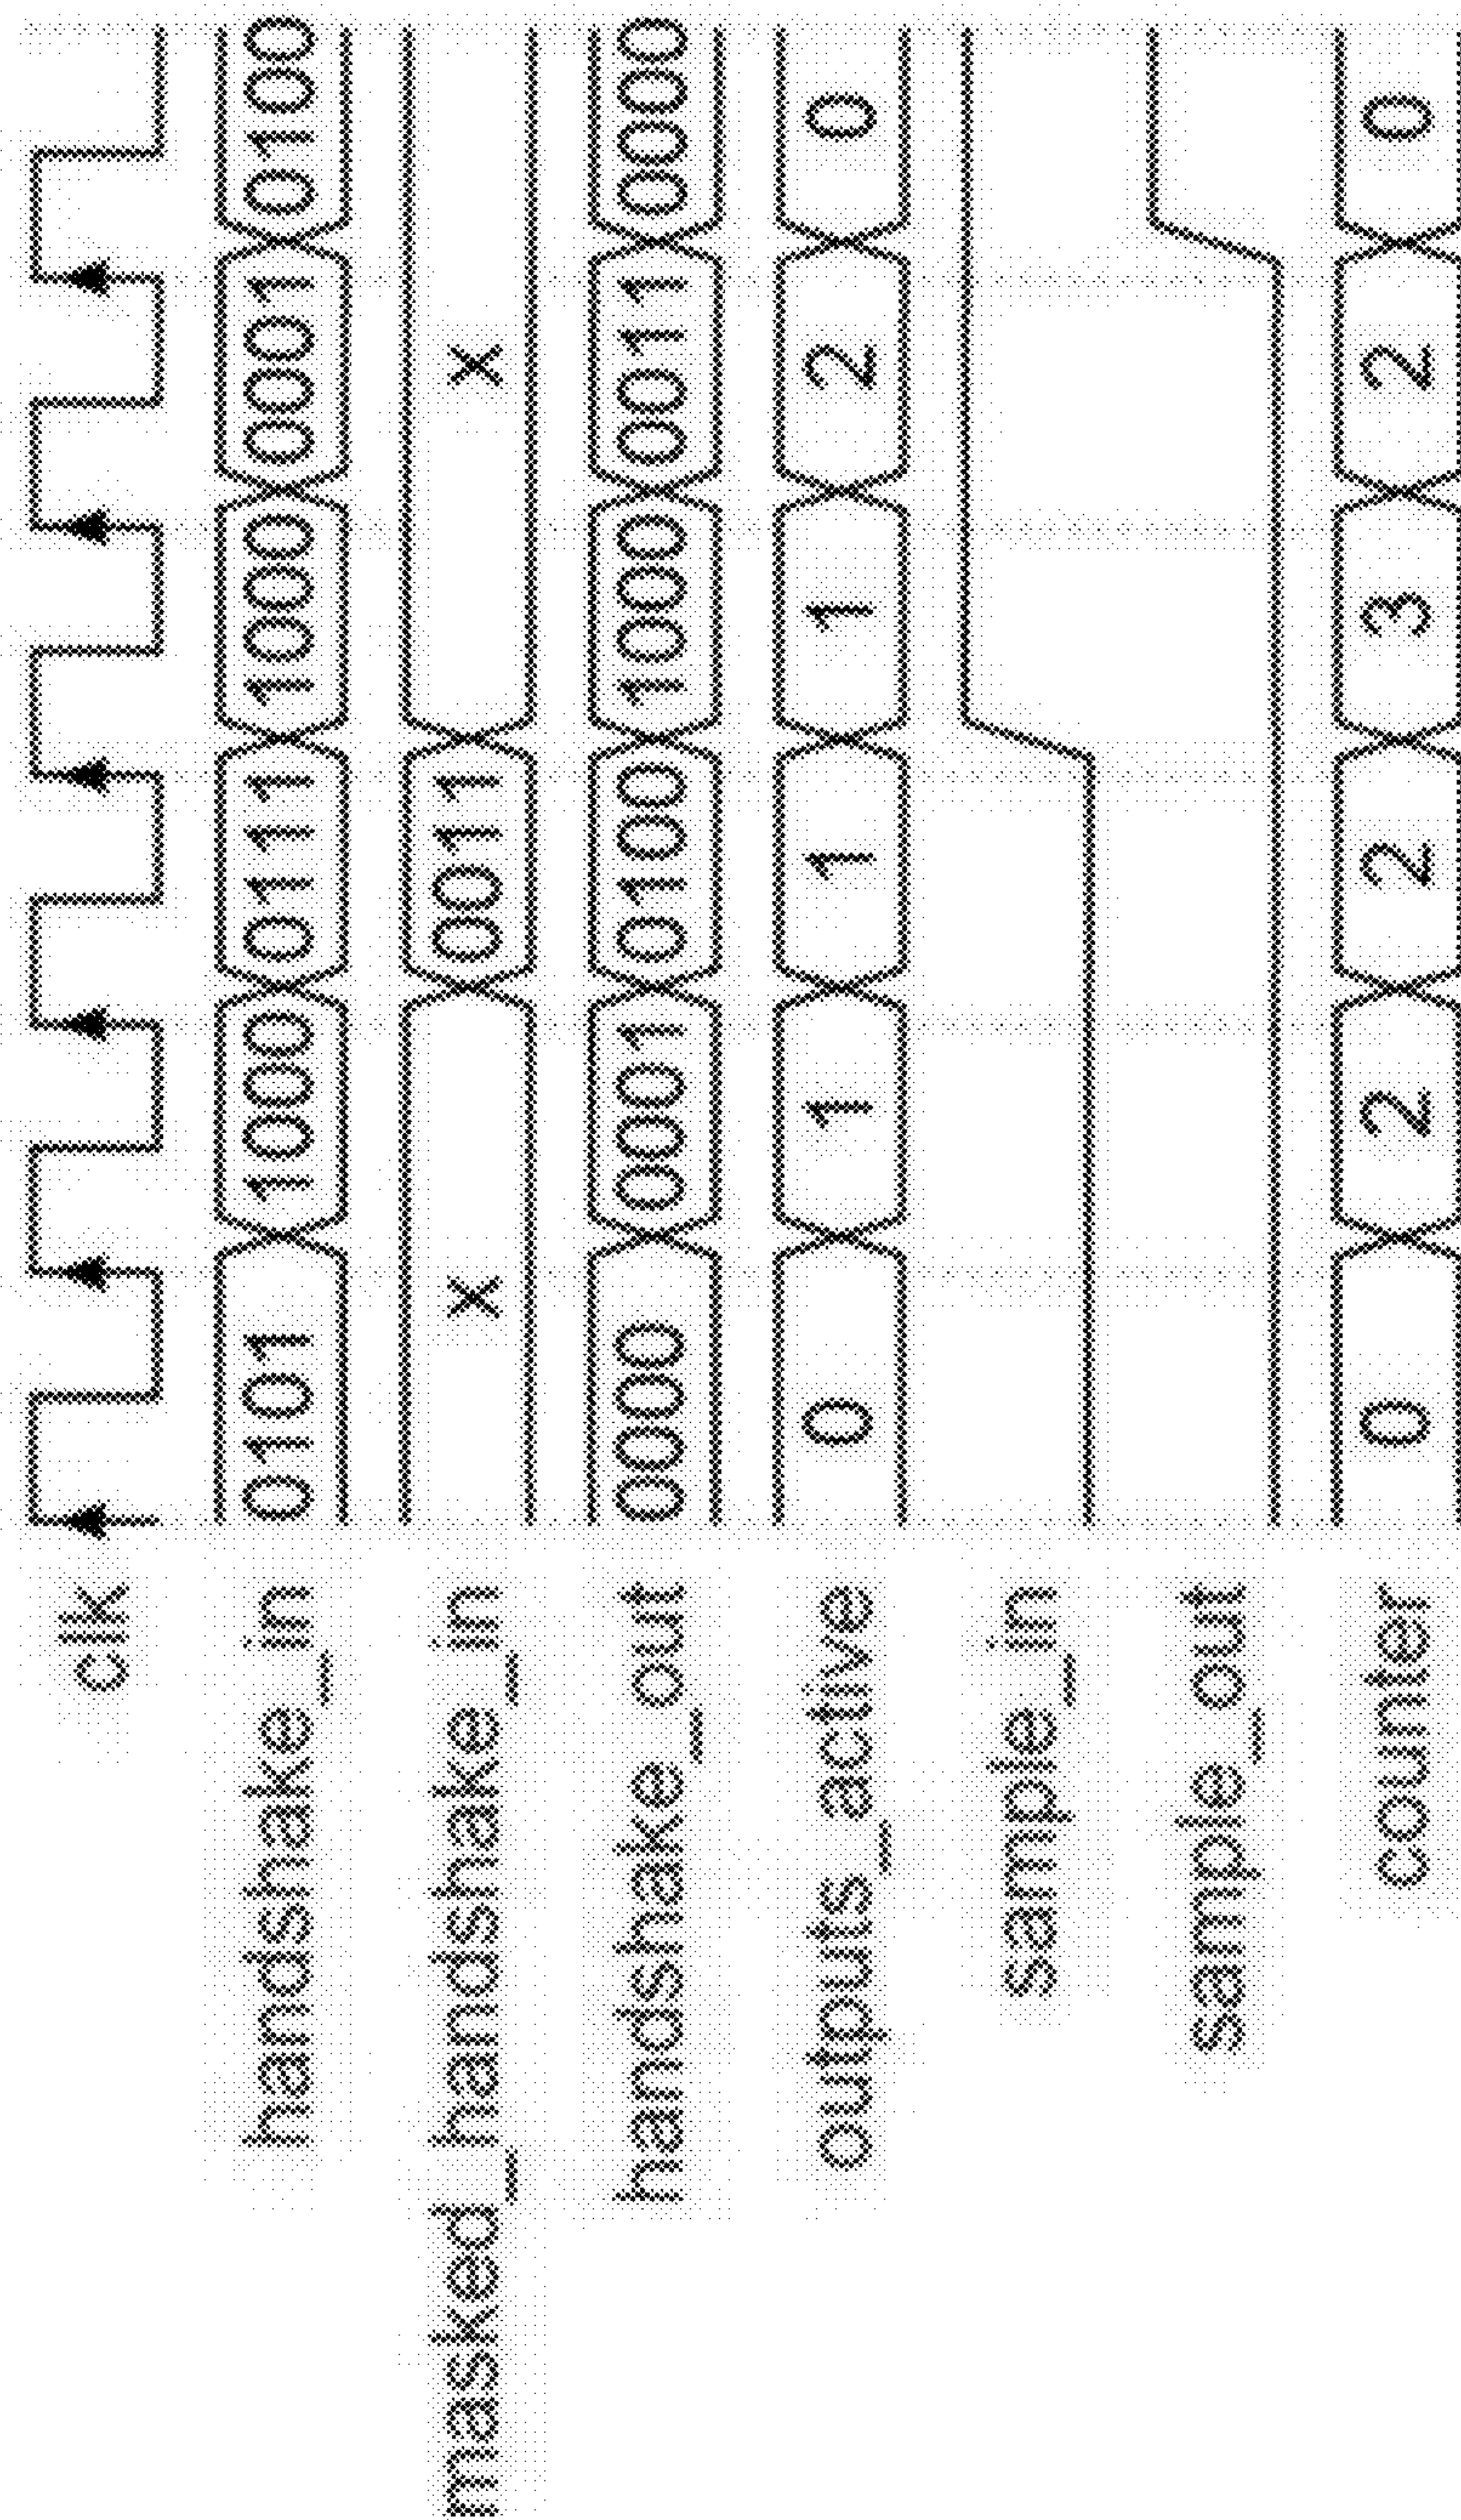 clk
handshake_in 0101 1000 0111 1000 0001 0100
masked_handshake_in x 0011 x
handshake_out 0000 0001 0100 1000 0011 0000
outputs_active 0 1 1 1 2 0
sample_in
sample_out
counter 0 2 2 3 2 0